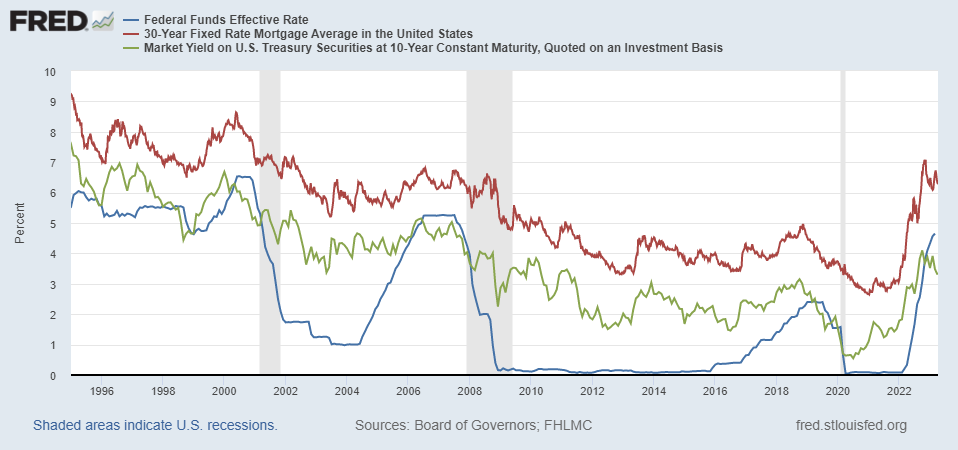 FRED
Federal Funds Effective Rate
30-Year Fixed Rate Mortgage Average in the United States
Market Yield on U.S. Treasury Securities at 10-Year Constant Maturity, Quoted on an Investment Basis
10
9
8
7
6
5
4
3
2
1
0
Percent
1996 1998 2000 2002 2004 2006 2008 2010 2012 2014 2016 2018 2020 2022
Shaded areas indicate U.S. recessions. Sources: Board of Governors; FHLMC fred.stlouisfed.org